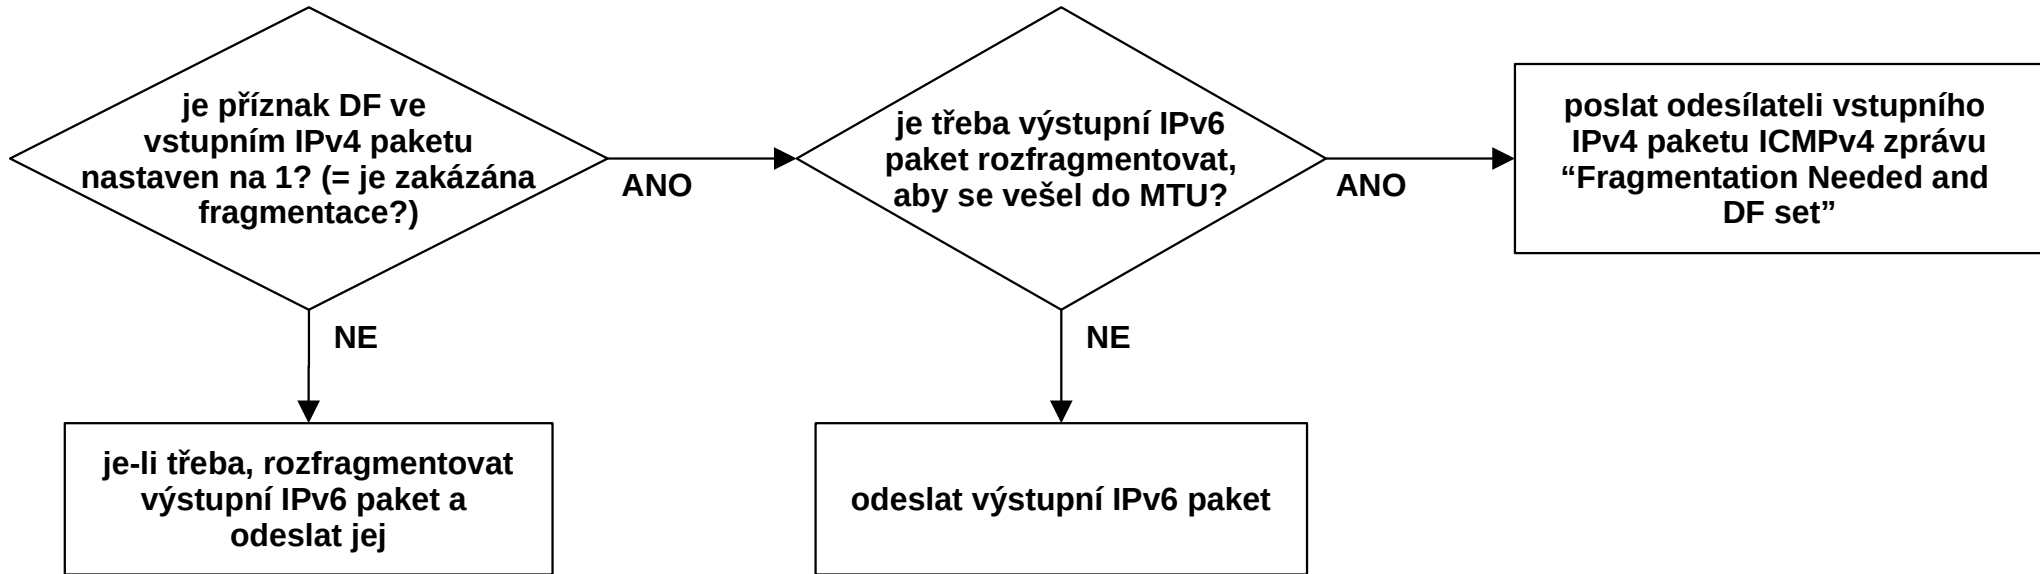 je příznak DF ve
vstupním IPv4 paketu
nastaven na 1? (= je zakázána
fragmentace?)
ANO
je třeba výstupní IPv6
paket rozfragmentovat,
aby se vešel do MTU?
ANO
poslat odesílateli vstupního
IPv4 paketu ICMPv4 zprávu
“Fragmentation Needed and
DF set”
NE
NE
je-li třeba, rozfragmentovat
výstupní IPv6 paket a
odeslat jej
odeslat výstupní IPv6 paket